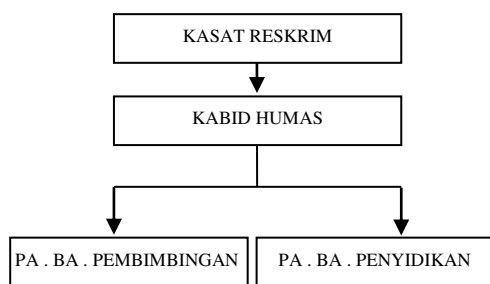 KASAT RESKRIM
KABID HUMAS
PA . BA . PEMBIMBINGAN
PA . BA . PENYIDIKAN